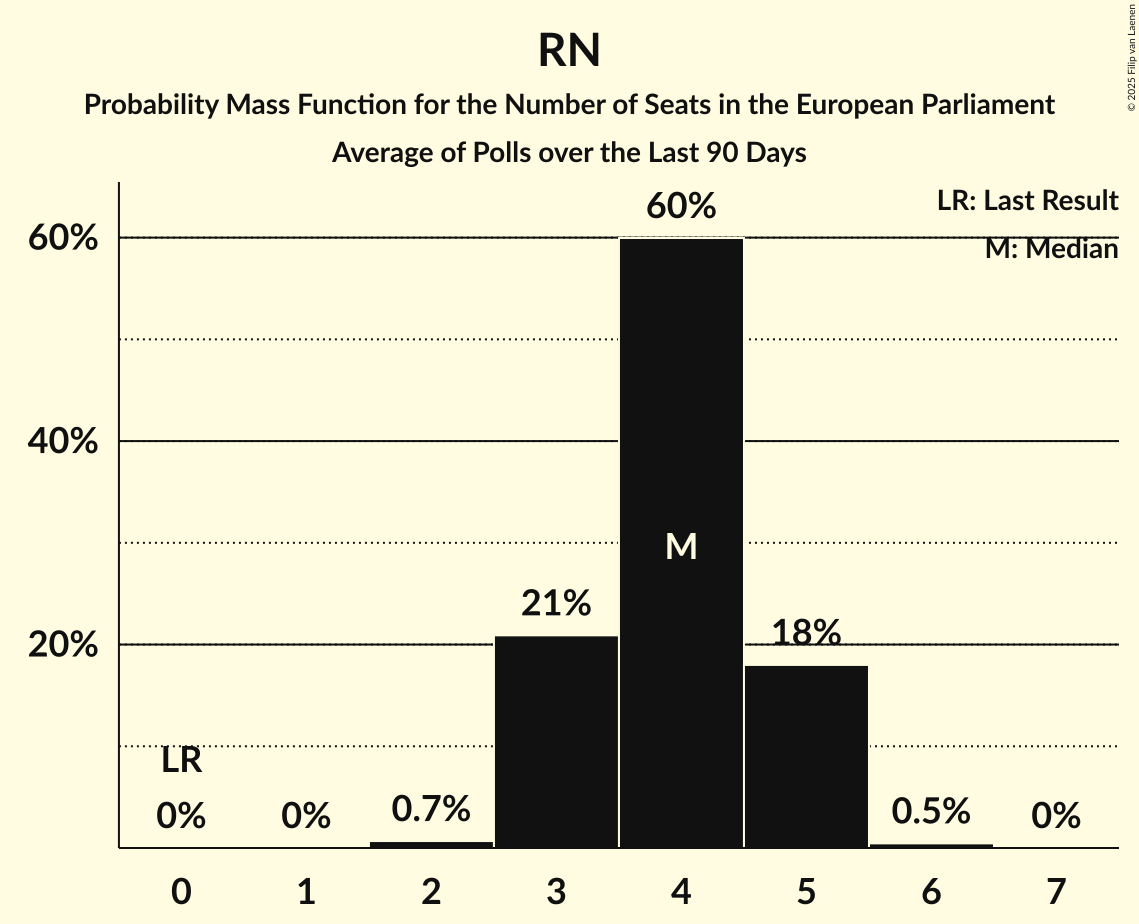 RN
Probability Mass Function for the Number of Seats in the European Parliament
Average of Polls over the Last 90 Days
© 2025 Filip van Laenen
LR: Last Result
M: Median
60%
40%
20%
LR
0%
0%
0.7%
21%
60%
M
18%
0.5%
0%
0 1 2 3 4 5 6 7